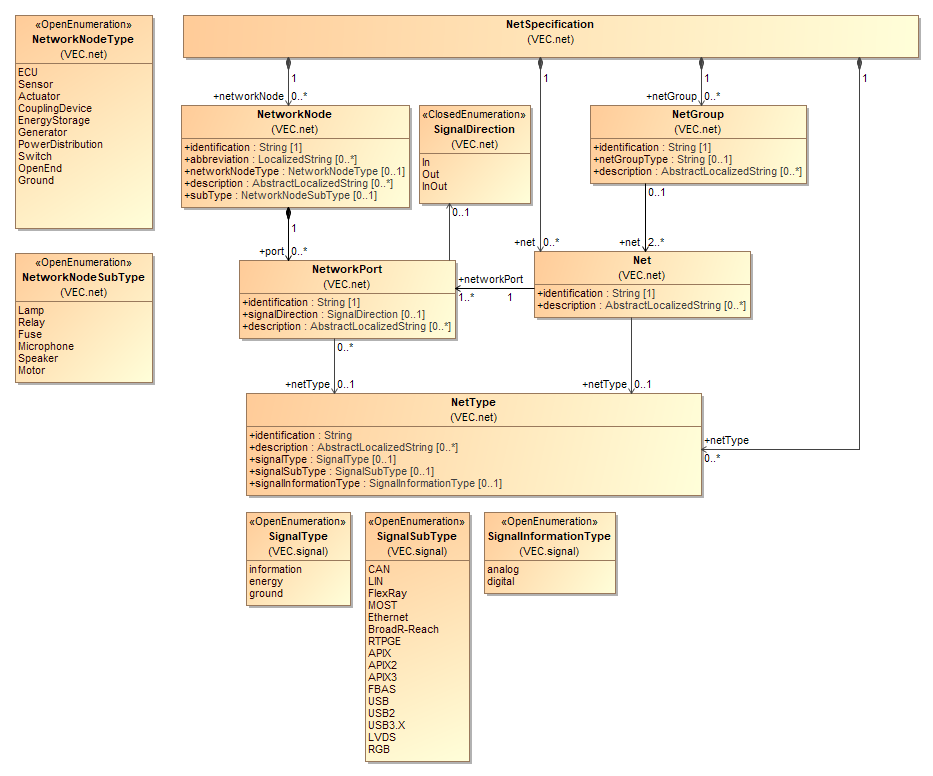 «OpenEnumeration»
NetworkNodeType
(VEC.net)
ECU
Sensor
Actuator
CouplingDevice
EnergyStorage
Generator
PowerDistribution
Switch
OpenEnd
Ground
«OpenEnumeration»
NetworkNodeSubType
(VEC.net)
Lamp
Relay
Fuse
Microphone
Speaker
Motor
NetSpecification
(VEC.net)
1
1
1
1
+networkNode
0..*
+netGroup
0..*
NetworkNode
(VEC.net)
+identification : String [1]
+abbreviation : LocalizedString [0..*]
+networkNodeType : NetworkNodeType [0..1]
+description : AbstractLocalizedString [0..*]
+subType : NetworkNodeSubType [0..1]
«ClosedEnumeration»
SignalDirection
(VEC.net)
In
Out
InOut
NetGroup
(VEC.net)
+identification : String [1]
+netGroupType : String [0..1]
+description : AbstractLocalizedString [0..*]
0..1
0..1
1
+port
0..*
+net
0..*
+net
2..*
NetworkPort
(VEC.net)
+identification : String [1]
+signalDirection : SignalDirection [0..1]
+description : AbstractLocalizedString [0..*]
+networkPort
1..*
1
Net
(VEC.net)
+identification : String [1]
+description : AbstractLocalizedString [0..*]
0..*
+netType
0..1
+netType
0..1
NetType
(VEC.net)
+identification : String
+description : AbstractLocalizedString [0..*]
+signalType : SignalType [0..1]
+signalSubType : SignalSubType [0..1]
+signalInformationType : SignalInformationType [0..1]
+netType
0..*
«OpenEnumeration»
SignalType
(VEC.signal)
information
energy
ground
«OpenEnumeration»
SignalSubType
(VEC.signal)
CAN
LIN
FlexRay
MOST
Ethernet
BroadR-Reach
RTPGE
APIX
APIX2
APIX3
FBAS
USB
USB2
USB3.X
LVDS
RGB
«OpenEnumeration»
SignalInformationType
(VEC.signal)
analog
digital